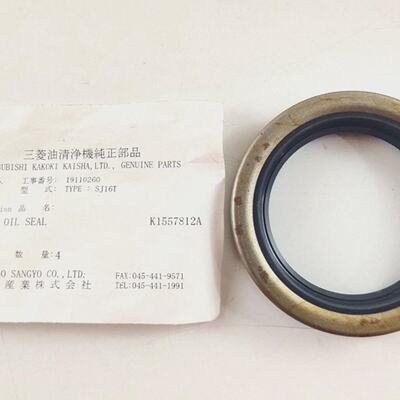 三菱油清浄機純正部品
UBISHI KAKOKI KAISHA, LTD., GENUINE PARTS
工事番号: 19110260
型 式: TYPE : SJ16T
品 名:
OIL SEAL K1557812A
数 量: 4
O SANGYO CO., LTD. FAX:045-441-9571
産業株式会社 TEL:045-441-1991